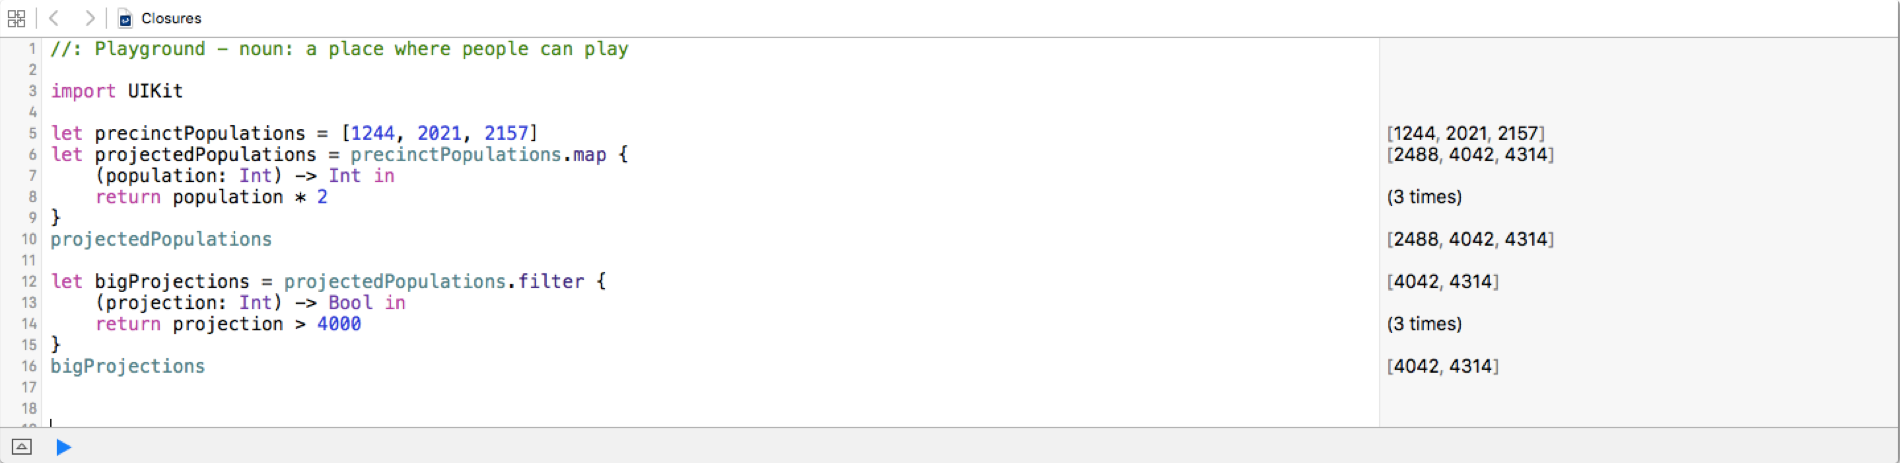 Closures
1 //: Playground – noun: a place where people can play
2
3 import UIKit
4
5 let precinctPopulations = [1244, 2021, 2157] [1244, 2021, 2157]
6 let projectedPopulations = precinctPopulations.map { [2488, 4042, 4314]
7 (population: Int) -> Int in
8 return population * 2 (3 times)
9 }
10 projectedPopulations [2488, 4042, 4314]
11
12 let bigProjections = projectedPopulations.filter { [4042, 4314]
13 (projection: Int) -> Bool in
14 return projection > 4000 (3 times)
15 }
16 bigProjections [4042, 4314]
17
18